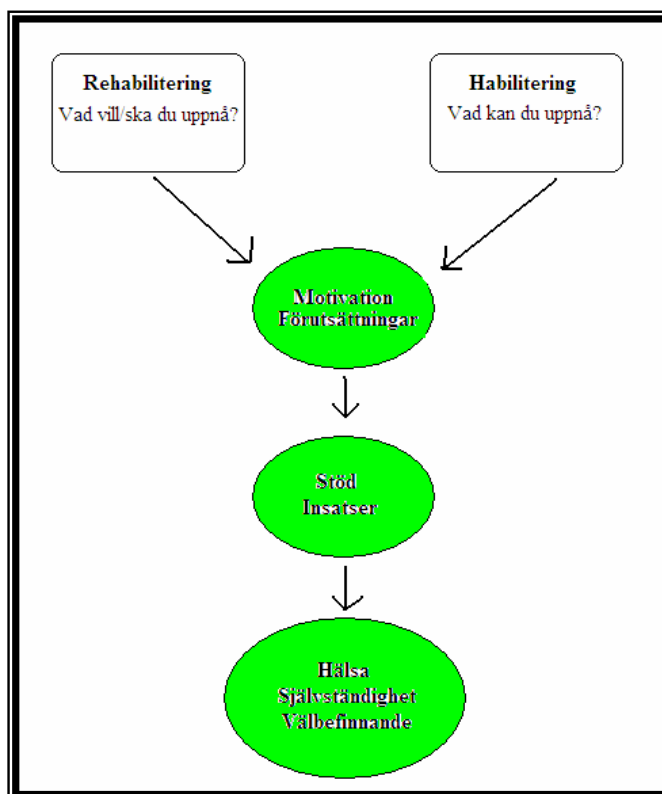 Rehabilitering
Vad vill/ska du uppnå?
Habilitering
Vad kan du uppnå?
Motivation
Förutsättningar
Stöd
Insatser
Hälsa
Självständighet
Välbefinnande